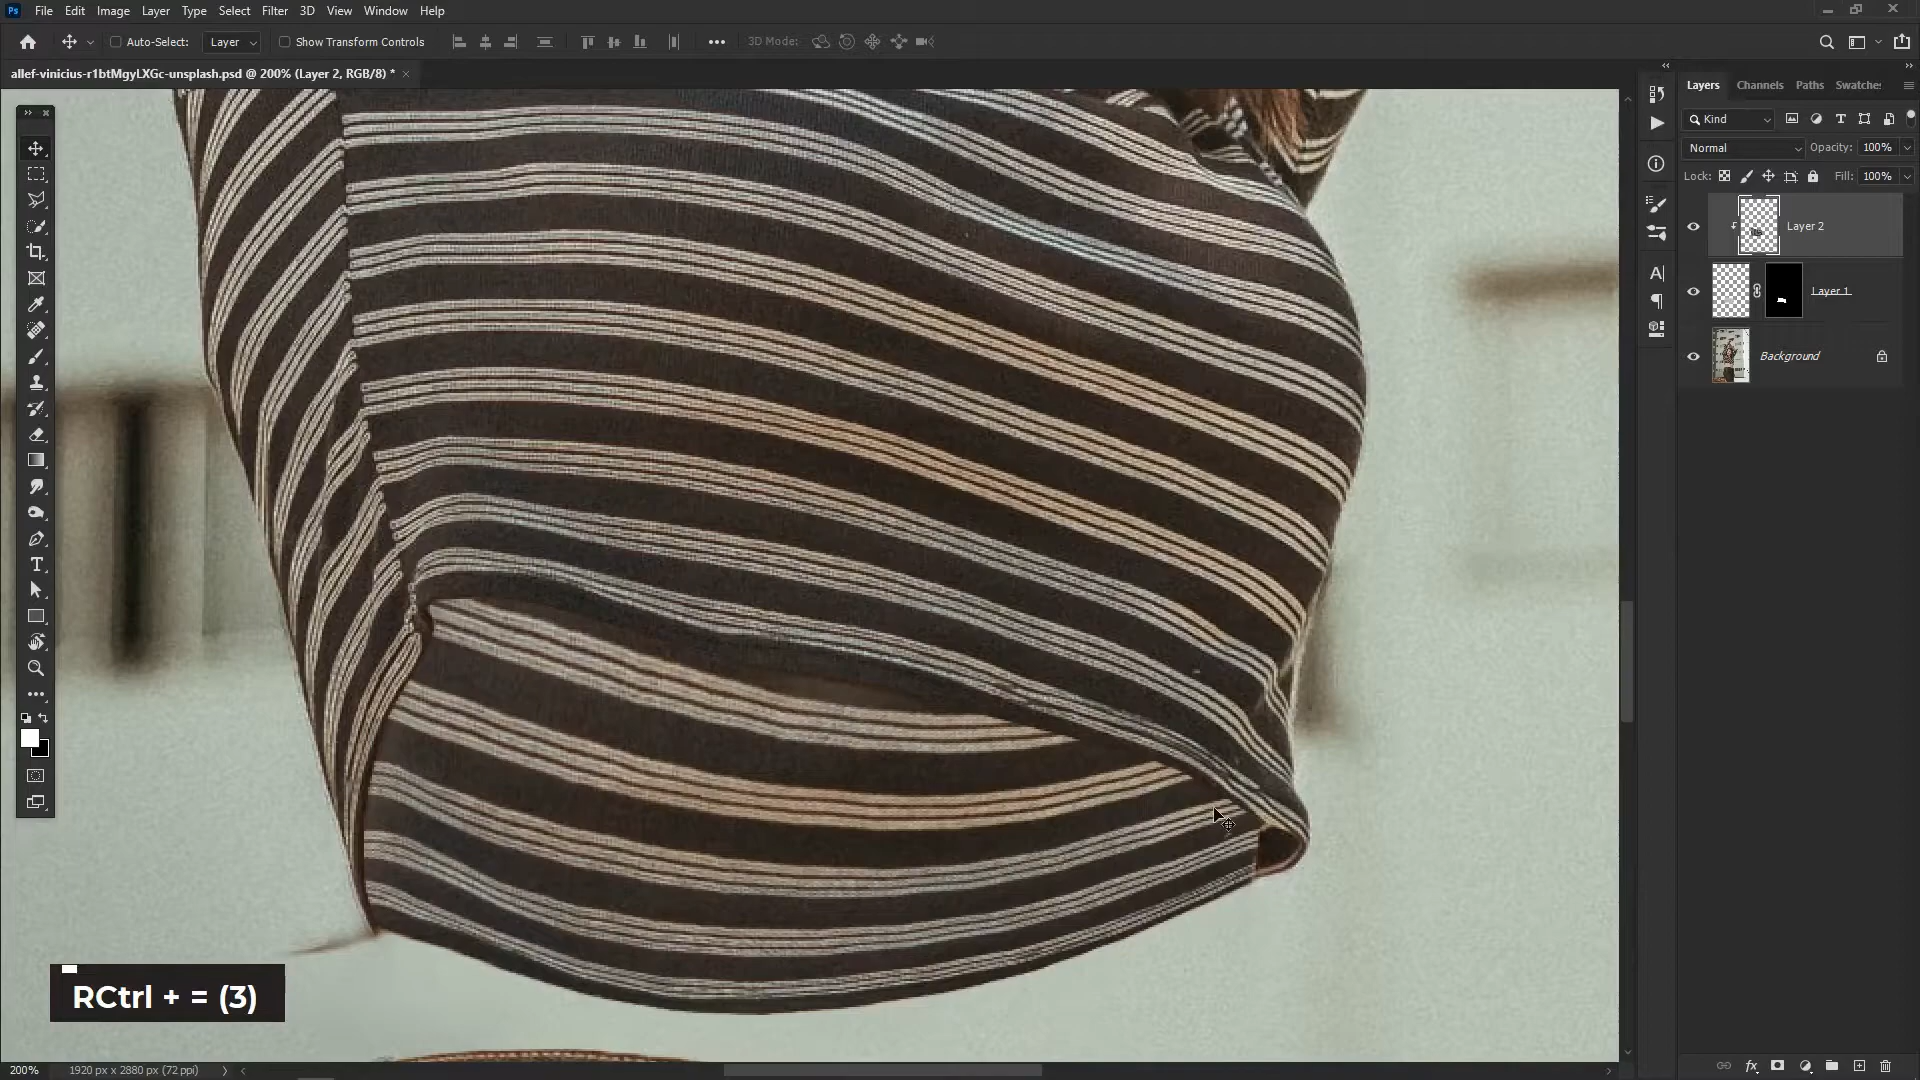 Ps File Edit Image Layer Type Select Filter 3D View Window Help
Auto-Select: Layer Show Transform Controls ••• 3D Mode:
allef-vinicius-r1btMgyLXGc-unsplash.psd @ 200% (Layer 2, RGB/8) * ×
Layers Channels Paths Swatches
Kind
Normal Opacity: 100%
Lock: Fill: 100%
Layer 2
Layer 1
Background
RCtrl + = (3)
200% 1920 px x 2880 px (72 ppi)